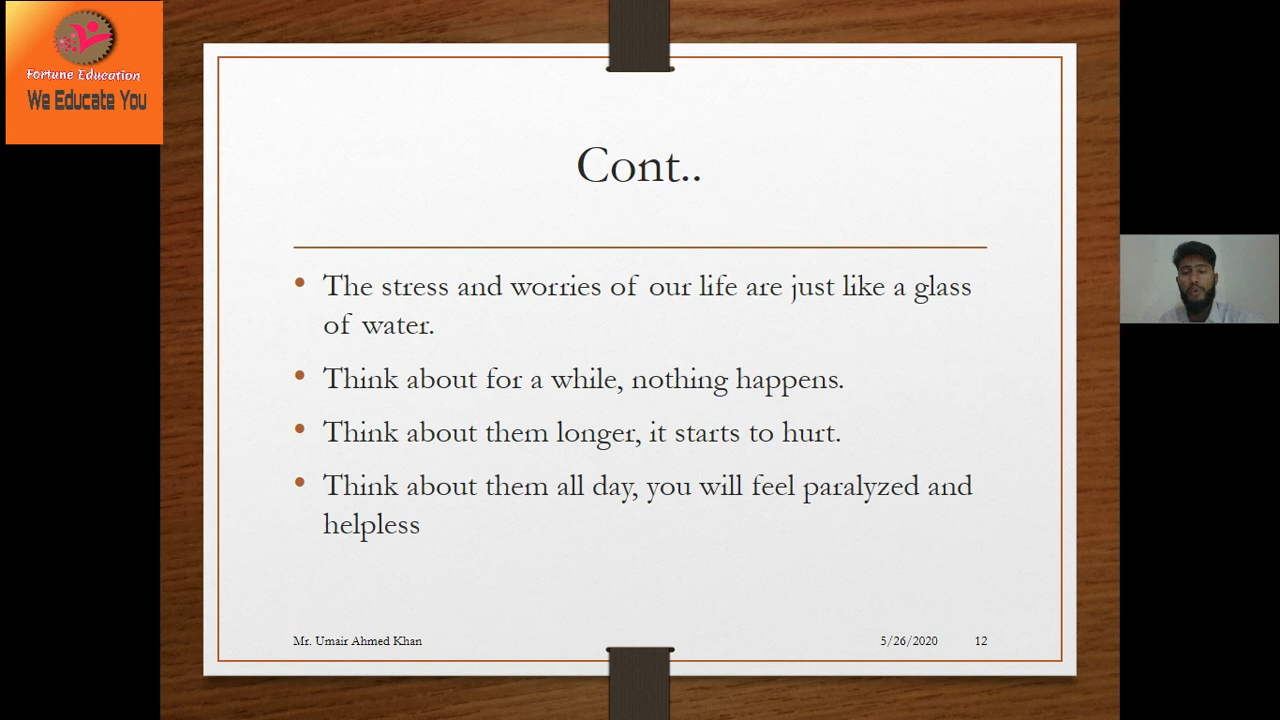 Fortune Education
We Educate You
Cont..
• The stress and worries of our life are just like a glass
of water.
• Think about for a while, nothing happens.
• Think about them longer, it starts to hurt.
• Think about them all day, you will feel paralyzed and
helpless
Mr. Umair Ahmed Khan 5/26/2020 12